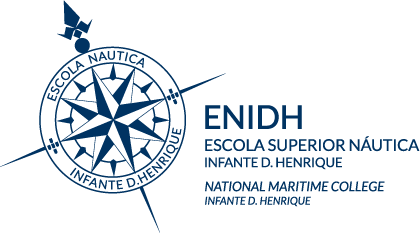 ESCOLA NAUTICA
INFANTE D.HENRIQUE
ENIDH
ESCOLA SUPERIOR NÁUTICA
INFANTE D. HENRIQUE
NATIONAL MARITIME COLLEGE
INFANTE D. HENRIQUE